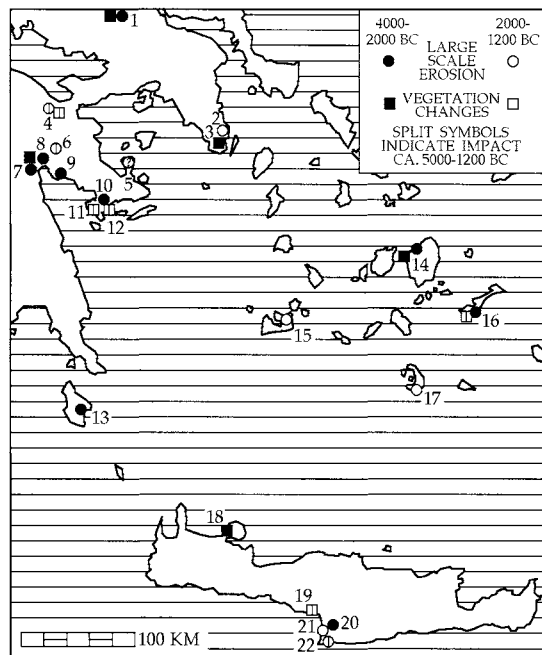 4000-
2000 BC
2000-
1200 BC
LARGE
SCALE
EROSION
VEGETATION
CHANGES
SPLIT SYMBOLS
INDICATE IMPACT
CA. 5000-1200 BC
1
2
3
4
5
6
7
8
9
10
11
12
13
14
15
16
17
18
19
20
21
22
100 KM